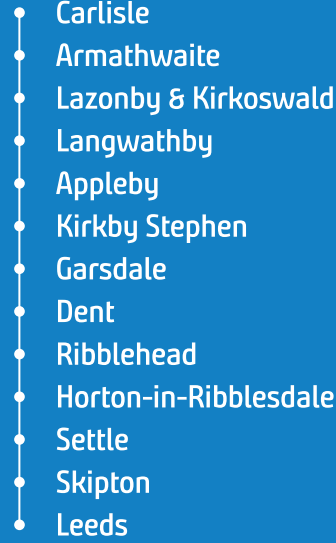 Carlisle
Armathwaite
Lazonby & Kirkoswald
Langwathby
Appleby
Kirkby Stephen
Garsdale
Dent
Ribblehead
Horton-in-Ribblesdale
Settle
Skipton
Leeds